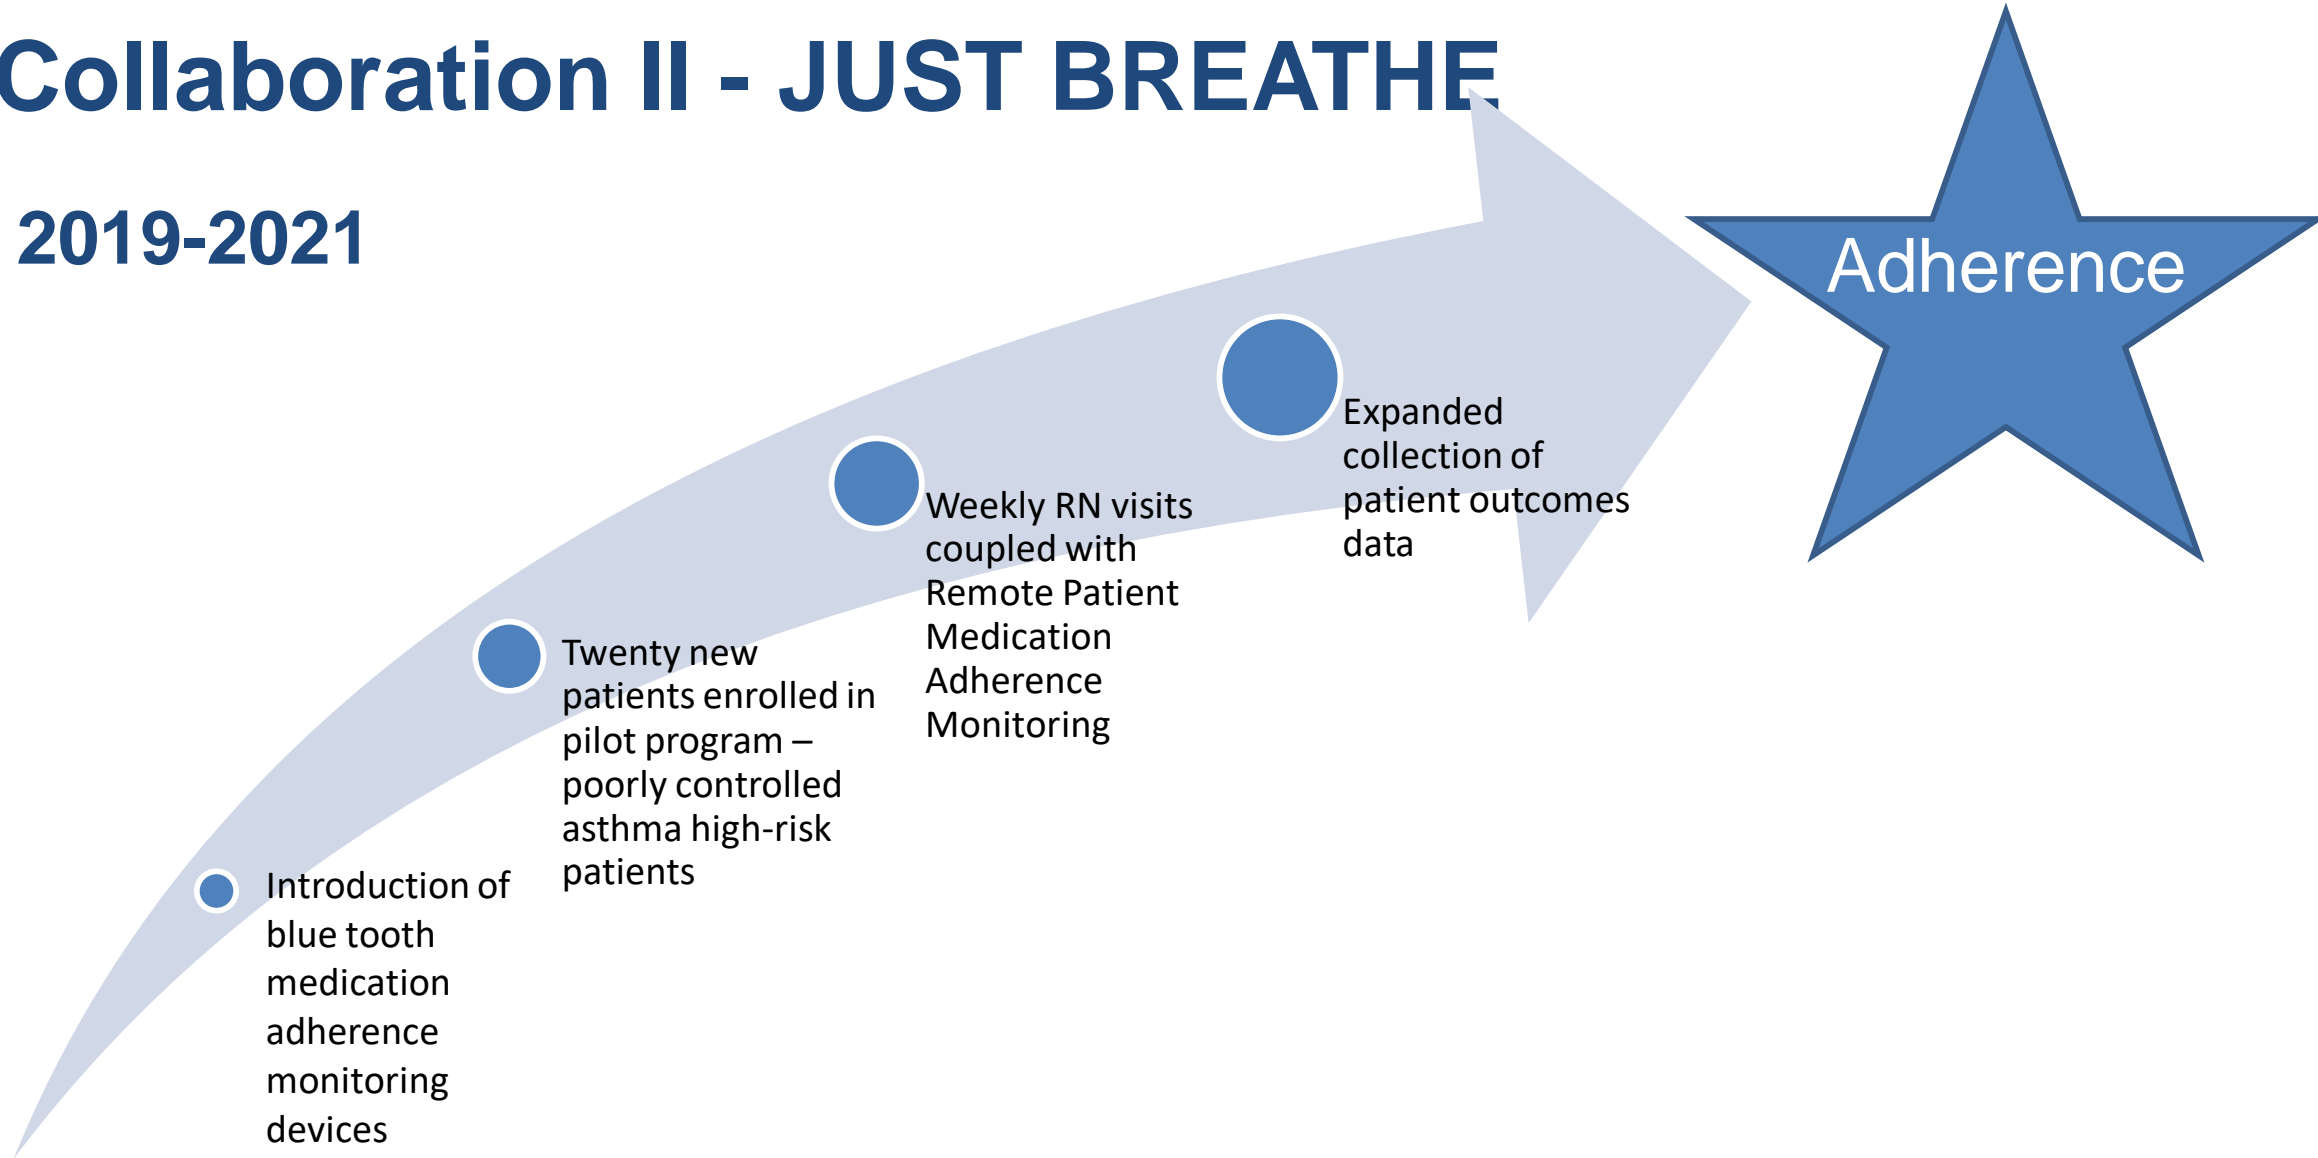 Collaboration II - JUST BREATHE
2019-2021
Adherence
Introduction of
blue tooth
medication
adherence
monitoring
devices
Twenty new
patients enrolled in
pilot program –
poorly controlled
asthma high-risk
patients
Weekly RN visits
coupled with
Remote Patient
Medication
Adherence
Monitoring
Expanded
collection of
patient outcomes
data